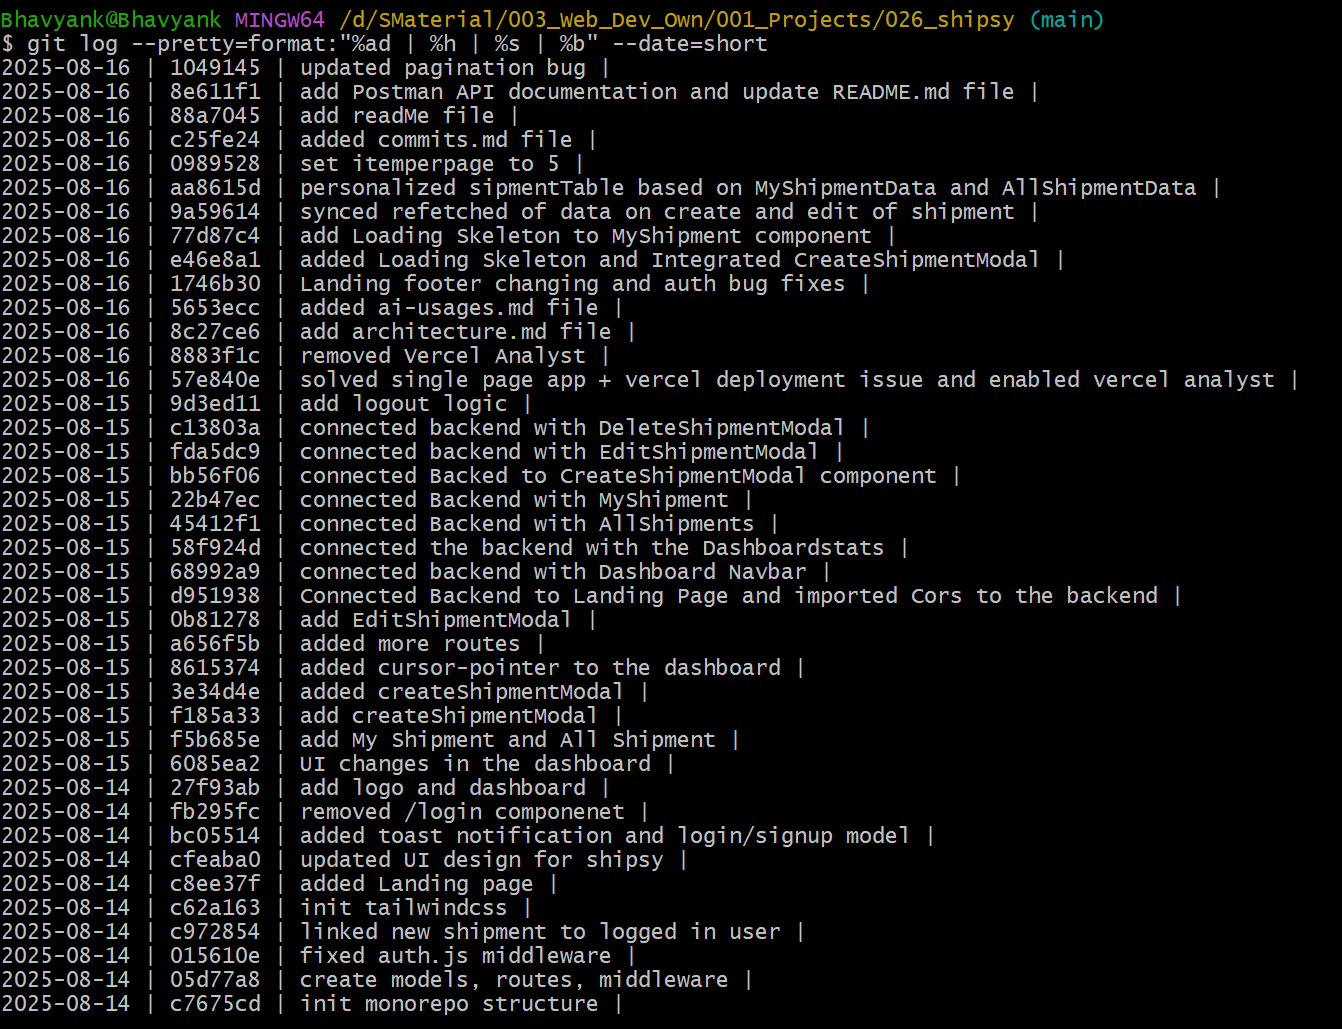 Bhavyank@Bhavyank MINGW64 /d/SMaterial/003_Web_Dev_Own/001_Projects/026_shipsy (main)
$ git log --pretty=format:"%ad | %h | %s | %b" --date=short
2025-08-16 | 1049145 | updated pagination bug |
2025-08-16 | 8e611f1 | add Postman API documentation and update README.md file |
2025-08-16 | 88a7045 | add readMe file |
2025-08-16 | c25fe24 | added commits.md file |
2025-08-16 | 0989528 | set itemperpage to 5 |
2025-08-16 | aa8615d | personalized sipmentTable based on MyShipmentData and AllShipmentData |
2025-08-16 | 9a59614 | synced refetched of data on create and edit of shipment |
2025-08-16 | 77d87c4 | add Loading Skeleton to MyShipment component |
2025-08-16 | e46e8a1 | added Loading Skeleton and Integrated CreateShipmentModal |
2025-08-16 | 1746b30 | Landing footer changing and auth bug fixes |
2025-08-16 | 5653ecc | added ai-usages.md file |
2025-08-16 | 8c27ce6 | add architecture.md file |
2025-08-16 | 8883f1c | removed Vercel Analyst |
2025-08-16 | 57e840e | solved single page app + vercel deployment issue and enabled vercel analyst |
2025-08-15 | 9d3ed11 | add logout logic |
2025-08-15 | c13803a | connected backend with DeleteShipmentModal |
2025-08-15 | fda5dc9 | connected backend with EditShipmentModal |
2025-08-15 | bb56f06 | connected Backed to CreateShipmentModal component |
2025-08-15 | 22b47ec | connected Backend with MyShipment |
2025-08-15 | 45412f1 | connected Backend with AllShipments |
2025-08-15 | 58f924d | connected the backend with the Dashboardstats |
2025-08-15 | 68992a9 | connected backend with Dashboard Navbar |
2025-08-15 | d951938 | Connected Backend to Landing Page and imported Cors to the backend |
2025-08-15 | 0b81278 | add EditShipmentModal |
2025-08-15 | a656f5b | added more routes |
2025-08-15 | 8615374 | added cursor-pointer to the dashboard |
2025-08-15 | 3e34d4e | added createShipmentModal |
2025-08-15 | f185a33 | add createShipmentModal |
2025-08-15 | f5b685e | add My Shipment and All Shipment |
2025-08-15 | 6085ea2 | UI changes in the dashboard |
2025-08-14 | 27f93ab | add logo and dashboard |
2025-08-14 | fb295fc | removed /login componenet |
2025-08-14 | bc05514 | added toast notification and login/signup model |
2025-08-14 | cfeaba0 | updated UI design for shipsy |
2025-08-14 | c8ee37f | added Landing page |
2025-08-14 | c62a163 | init tailwindcss |
2025-08-14 | c972854 | linked new shipment to logged in user |
2025-08-14 | 015610e | fixed auth.js middleware |
2025-08-14 | 05d77a8 | create models, routes, middleware |
2025-08-14 | c7675cd | init monorepo structure |